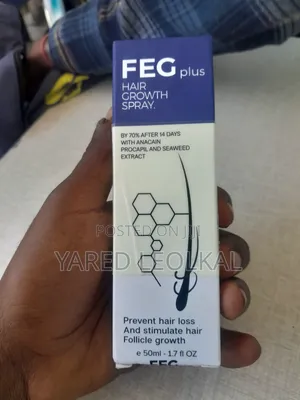 FEG plus
HAIR
GROWTH
SPRAY.
BY 70% AFTER 14 DAYS
WITH ANACAIN
PROCAPIL AND SEAWEED
EXTRACT
POSTED ON
YARED
Prevent hair loss
And stimulate hair
Follicle growth
e 50ml - 1.7 fl OZ
FEG